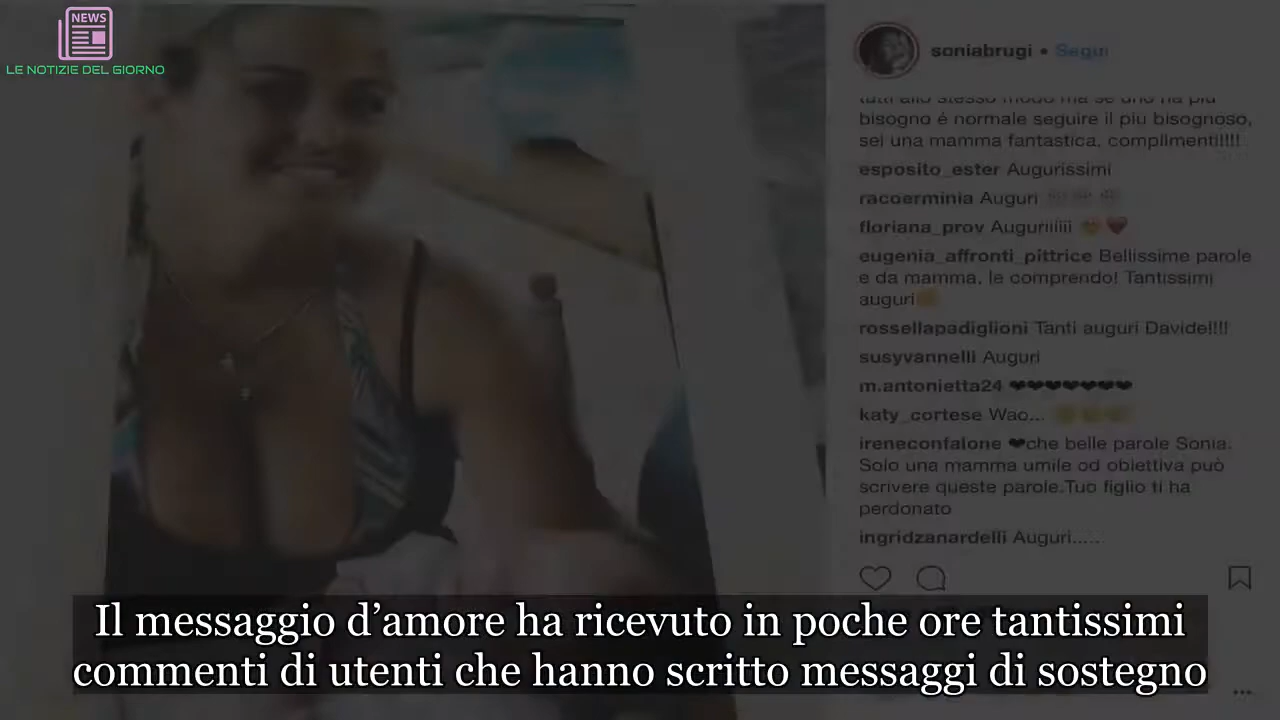 NEWS
LE NOTIZIE DEL GIORNO
soniabrugi • Segui
tutti allo stesso modo ma se uno ha più
bisogno è normale seguire il piu bisognoso,
sei una mamma fantastica, complimenti!!!!
esposito_ester Augurissimi
racoerminia Auguri
floriana_prov Auguriiiiii 😍❤
eugenia_affronti_pittrice Bellissime parole
e da mamma, le comprendo! Tantissimi
auguri
rossellapadiglioni Tanti auguri Davide!!!!
susyvannelli Auguri
m.antonietta24 ❤❤❤❤❤❤❤
katy_cortese Wao...
ireneconfalone ❤che belle parole Sonia.
Solo una mamma umile od obiettiva può
scrivere queste parole.Tuo figlio ti ha
perdonato
ingridzanardelli Auguri.....
Il messaggio d’amore ha ricevuto in poche ore tantissimi
commenti di utenti che hanno scritto messaggi di sostegno